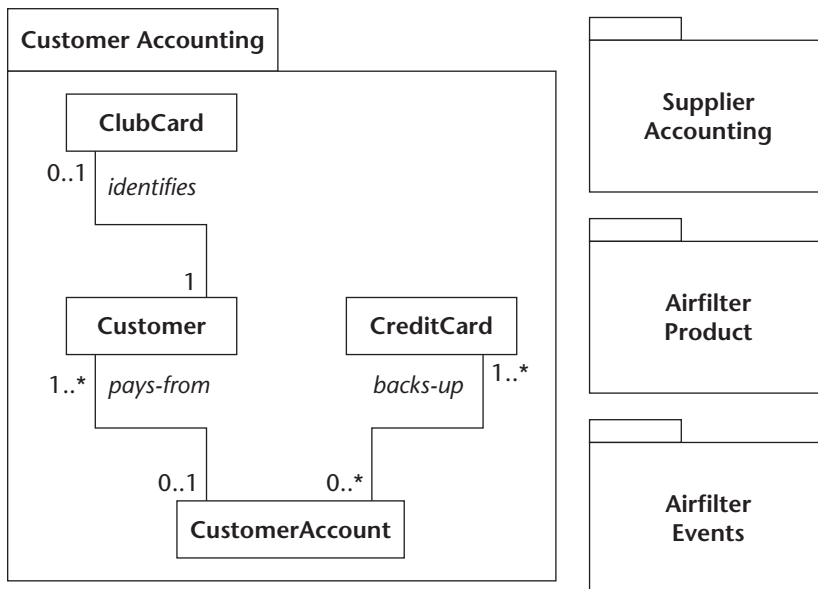 Customer Accounting
ClubCard
0..1
identifies
1
Customer
CreditCard
1..*
pays-from
backs-up
1..*
0..1
0..*
CustomerAccount
Supplier
Accounting
Airfilter
Product
Airfilter
Events